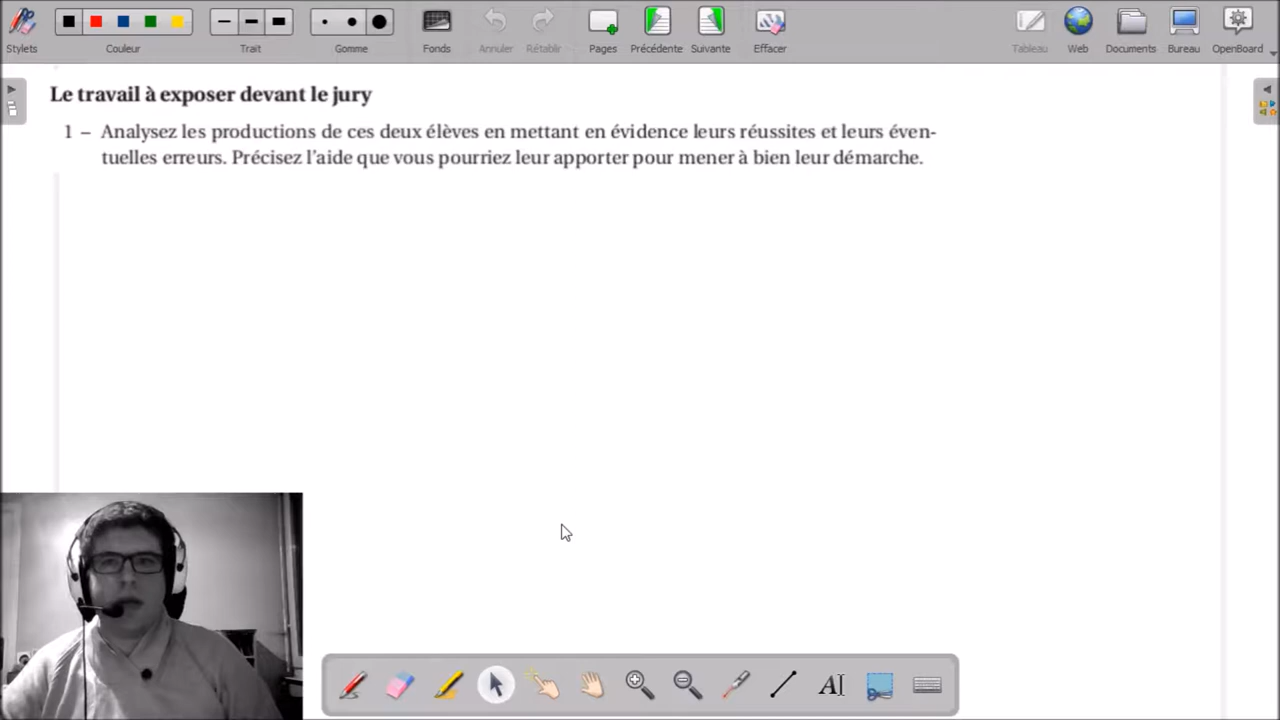 Stylets
Couleur
Trait
Gomme
Fonds
Annuler
Rétablir
Pages
Précédente
Suivante
Effacer
Tableau
Web
Documents
Bureau
OpenBoard
Le travail à exposer devant le jury
1 – Analysez les productions de ces deux élèves en mettant en évidence leurs réussites et leurs éven-
tuelles erreurs. Précisez l’aide que vous pourriez leur apporter pour mener à bien leur démarche.
AI